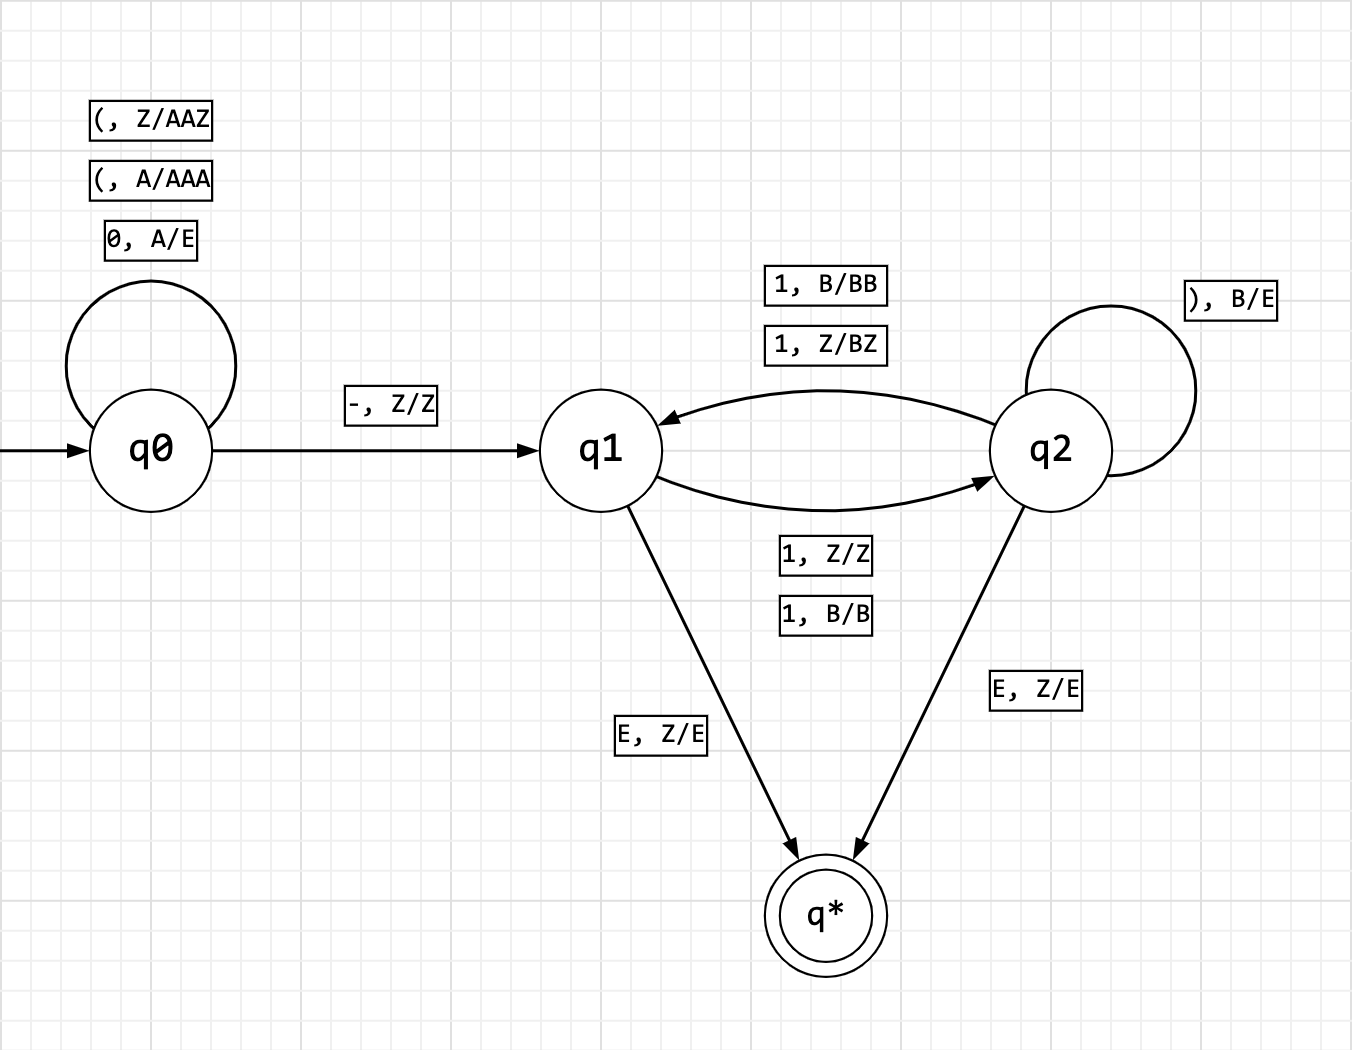 (, Z/AAZ
(, A/AAA
0, A/E
-, Z/Z
q0
q1
1, B/BB
1, Z/BZ
), B/E
q2
1, Z/Z
1, B/B
E, Z/E
E, Z/E
q*